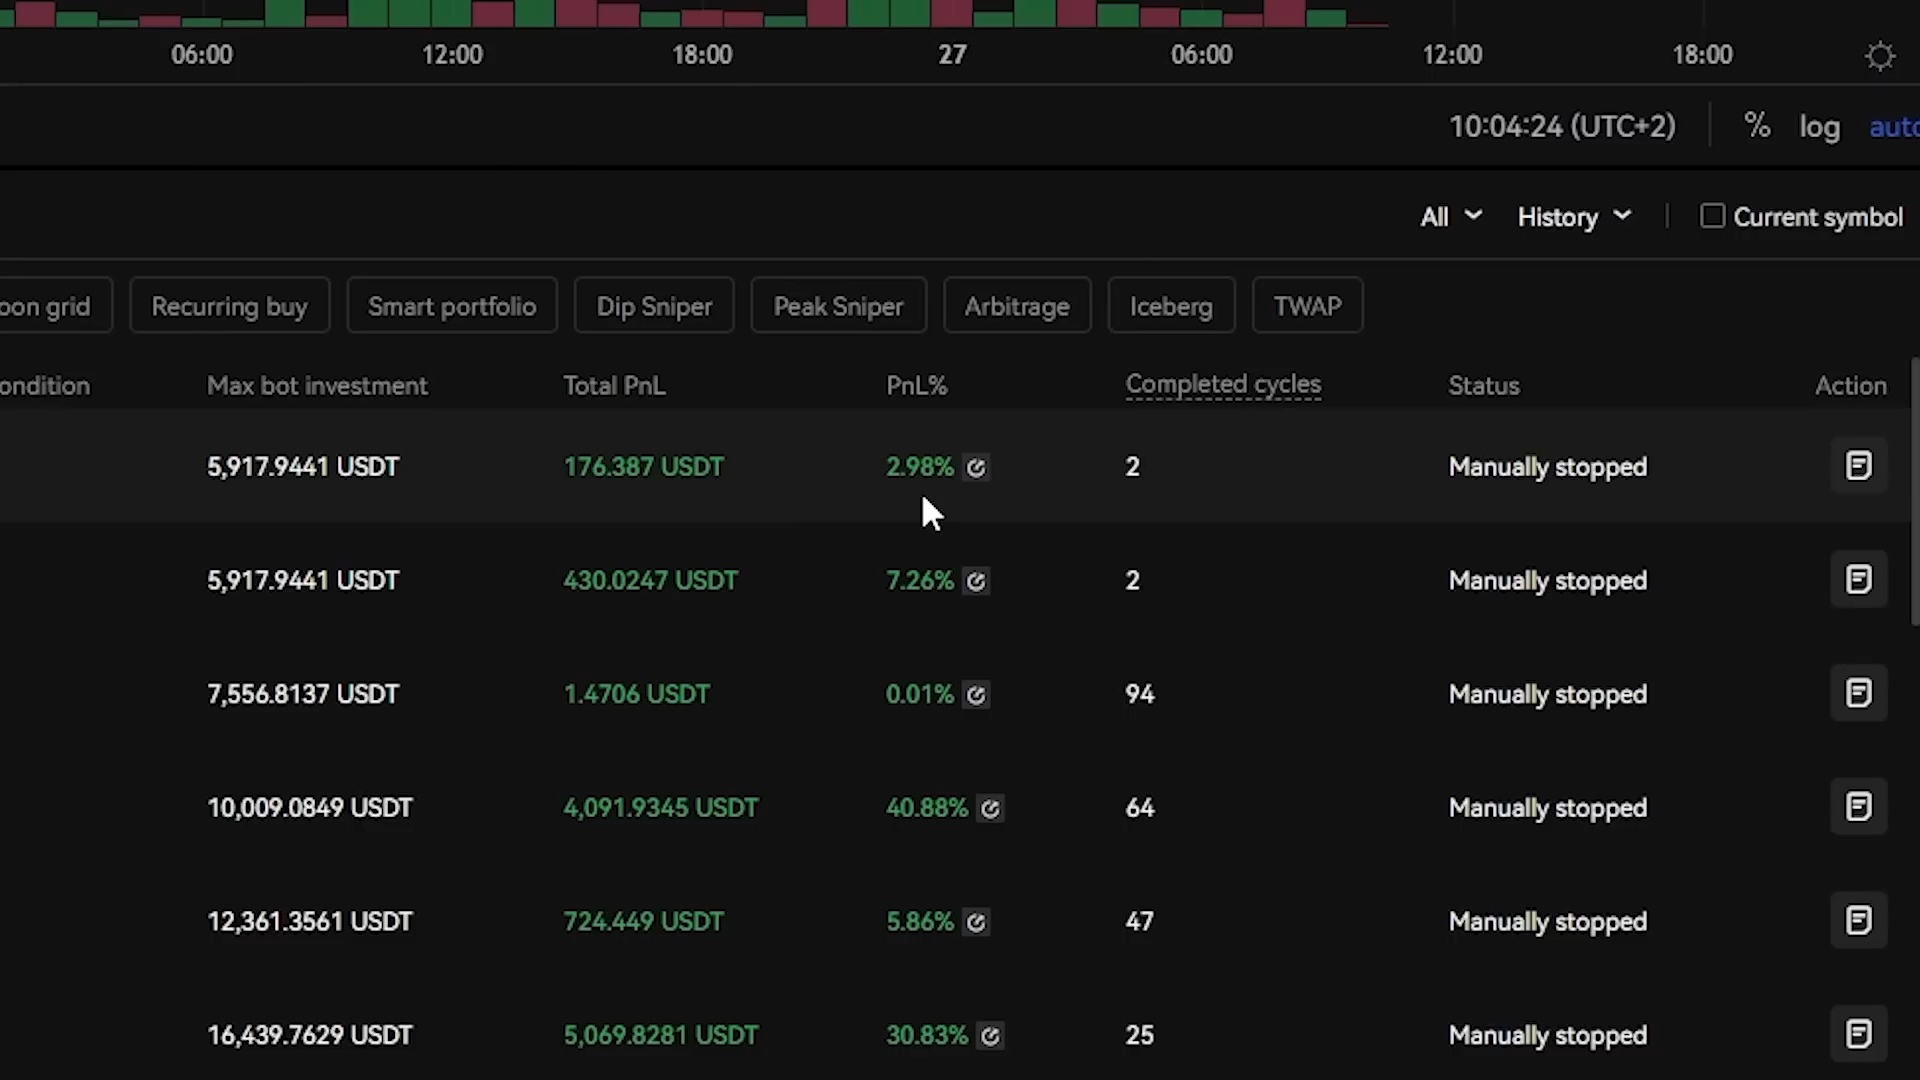 06:00 12:00 18:00 27 06:00 12:00 18:00
10:04:24 (UTC+2) % log auto
All History Current symbol
oon grid Recurring buy Smart portfolio Dip Sniper Peak Sniper Arbitrage Iceberg TWAP
ondition Max bot investment Total PnL PnL% Completed cycles Status Action
5,917.9441 USDT 176.387 USDT 2.98% 2 Manually stopped
5,917.9441 USDT 430.0247 USDT 7.26% 2 Manually stopped
7,556.8137 USDT 1.4706 USDT 0.01% 94 Manually stopped
10,009.0849 USDT 4,091.9345 USDT 40.88% 64 Manually stopped
12,361.3561 USDT 724.449 USDT 5.86% 47 Manually stopped
16,439.7629 USDT 5,069.8281 USDT 30.83% 25 Manually stopped